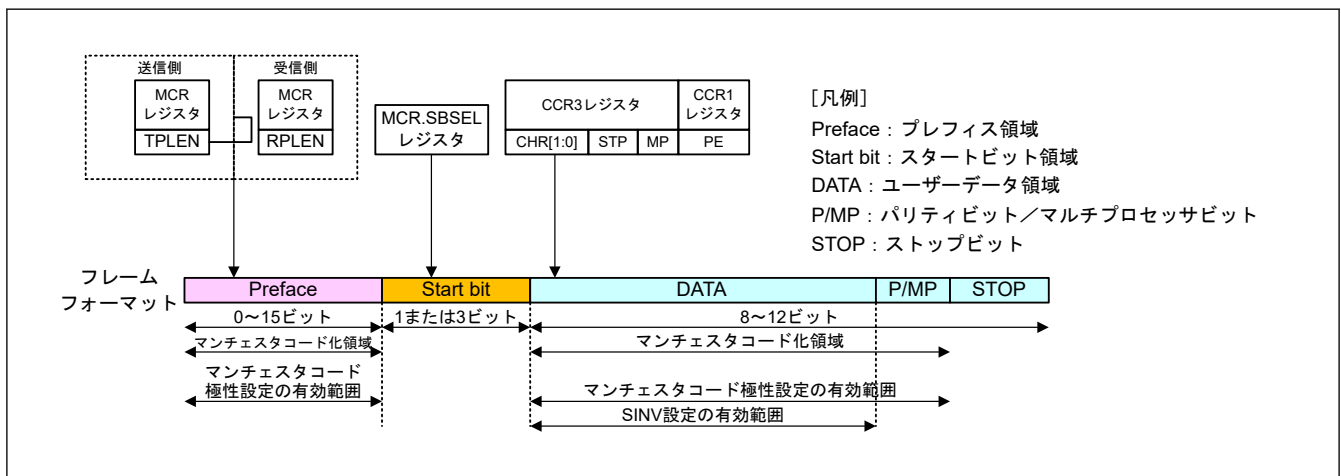 送信側
受信側
MCR
レジスタ
TPLEN
MCR
レジスタ
RPLEN
MCR.SBSEL
レジスタ
CCR3レジスタ
CCR1
レジスタ
CHR[1:0]
STP
MP
PE
[凡例]
Preface：プレフィス領域
Start bit：スタートビット領域
DATA：ユーザーデータ領域
P/MP：パリティビット／マルチプロセッサビット
STOP：ストップビット
フレーム
フォーマット
Preface
Start bit
DATA
P/MP
STOP
0～15ビット
1または3ビット
8～12ビット
マンチェスタコード化領域
マンチェスタコード化領域
マンチェスタコード
極性設定の有効範囲
マンチェスタコード極性設定の有効範囲
SINV設定の有効範囲